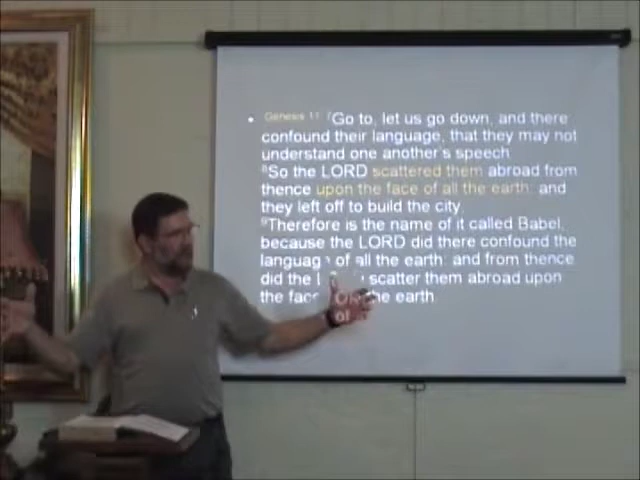 • Genesis 11: 7Go to, let us go down, and there
confound their language, that they may not
understand one another's speech
8So the LORD scattered them abroad from
thence upon the face of all the earth: and
they left off to build the city.
9Therefore is the name of it called Babel,
because the LORD did there confound the
language of all the earth: and from thence
did the L scatter them abroad upon
the fac he earth